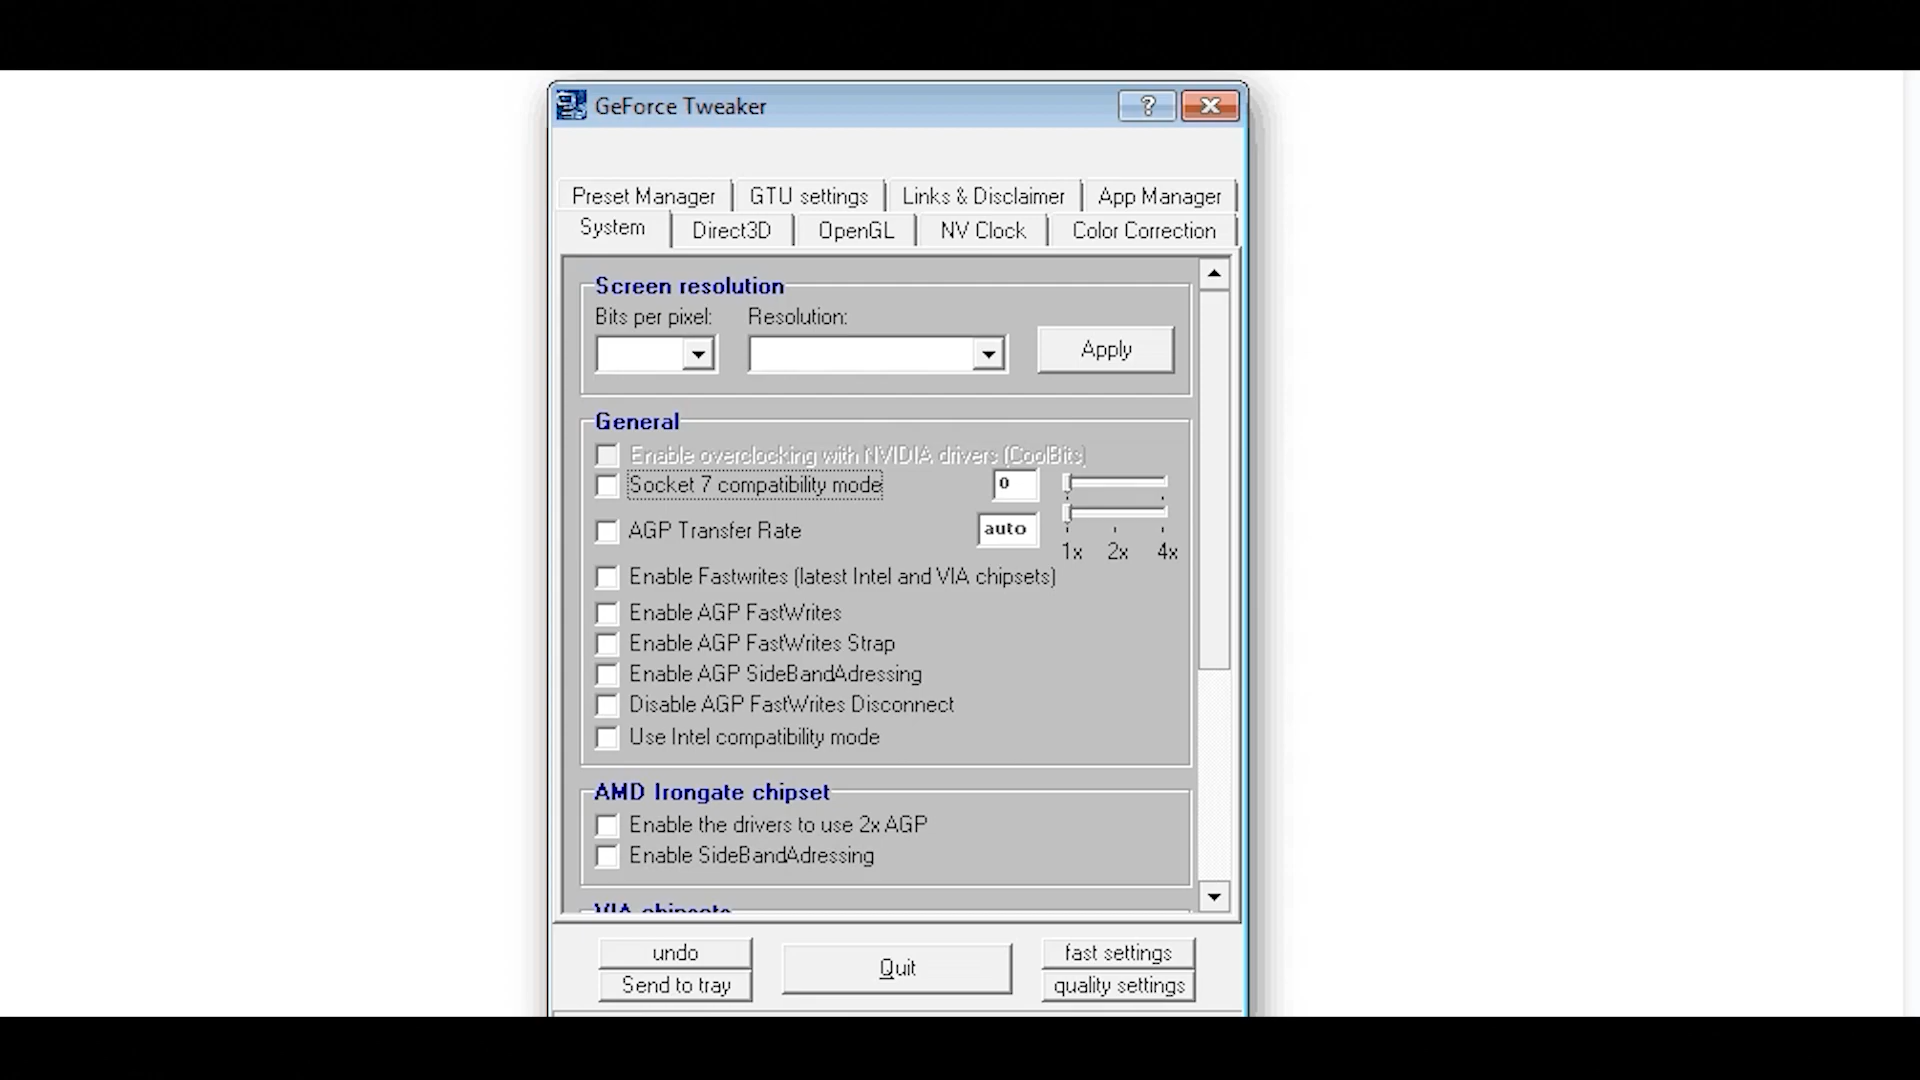 GeForce Tweaker
Preset Manager GTU settings Links & Disclaimer App Manager
System Direct3D OpenGL NV Clock Color Correction
Screen resolution
Bits per pixel: Resolution:
Apply
General
Enable overclocking with NVIDIA drivers (CoolBits)
Socket 7 compatibility mode 0
AGP Transfer Rate auto
1x 2x 4x
Enable Fastwrites (latest Intel and VIA chipsets)
Enable AGP FastWrites
Enable AGP FastWrites Strap
Enable AGP SideBandAdressing
Disable AGP FastWrites Disconnect
Use Intel compatibility mode
AMD Irongate chipset
Enable the drivers to use 2x AGP
Enable SideBandAdressing
VIA chipsets
undo Quit fast settings
Send to tray quality settings